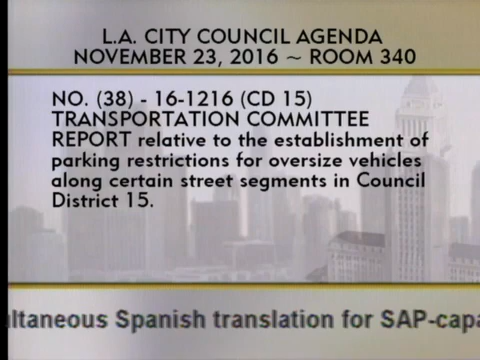 L.A. CITY COUNCIL AGENDA
NOVEMBER 23, 2016 ~ ROOM 340
NO. (38) - 16-1216 (CD 15)
TRANSPORTATION COMMITTEE
REPORT relative to the establishment of
parking restrictions for oversize vehicles
along certain street segments in Council
District 15.
Spanish translation for